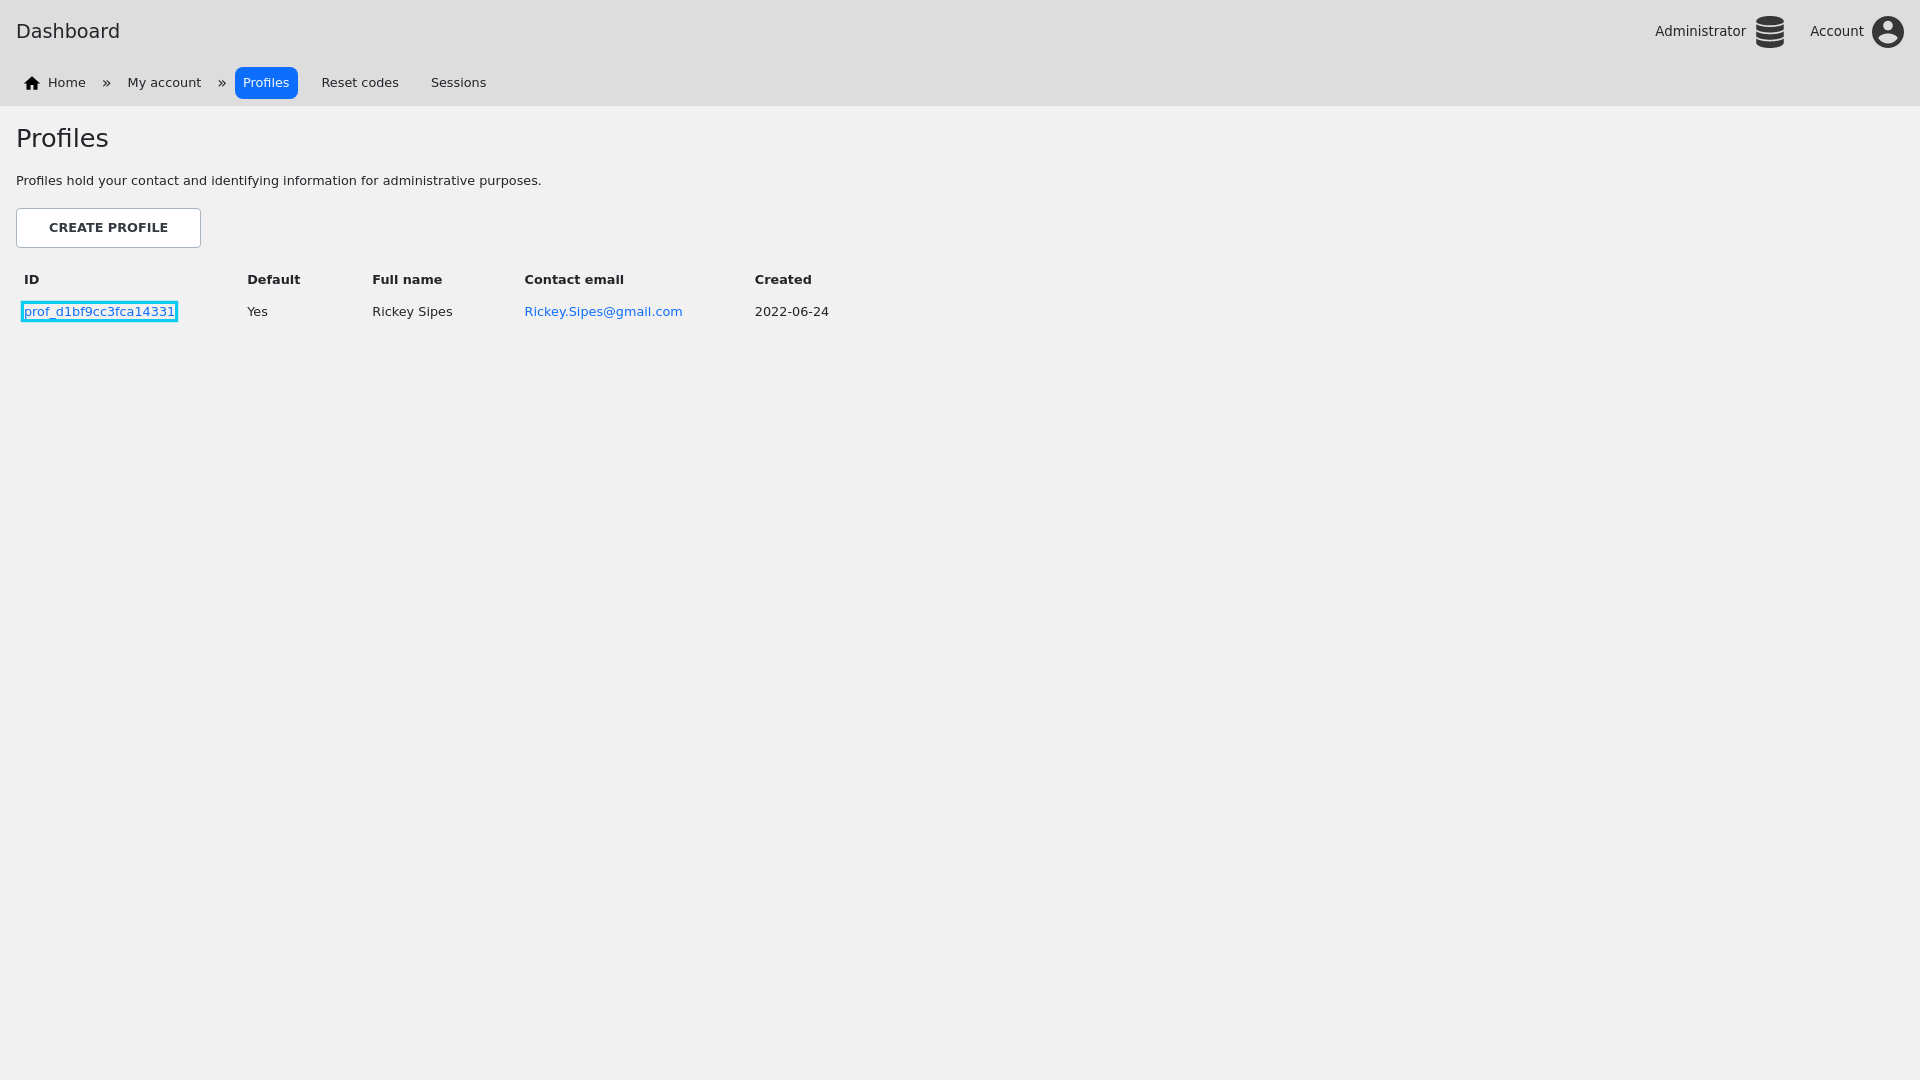 Dashboard
Administrator
Account
Home » My account » Profiles Reset codes Sessions
Profiles
Profiles hold your contact and identifying information for administrative purposes.
CREATE PROFILE
ID Default Full name Contact email Created
prof_d1bf9cc3fca14331 Yes Rickey Sipes Rickey.Sipes@gmail.com 2022-06-24